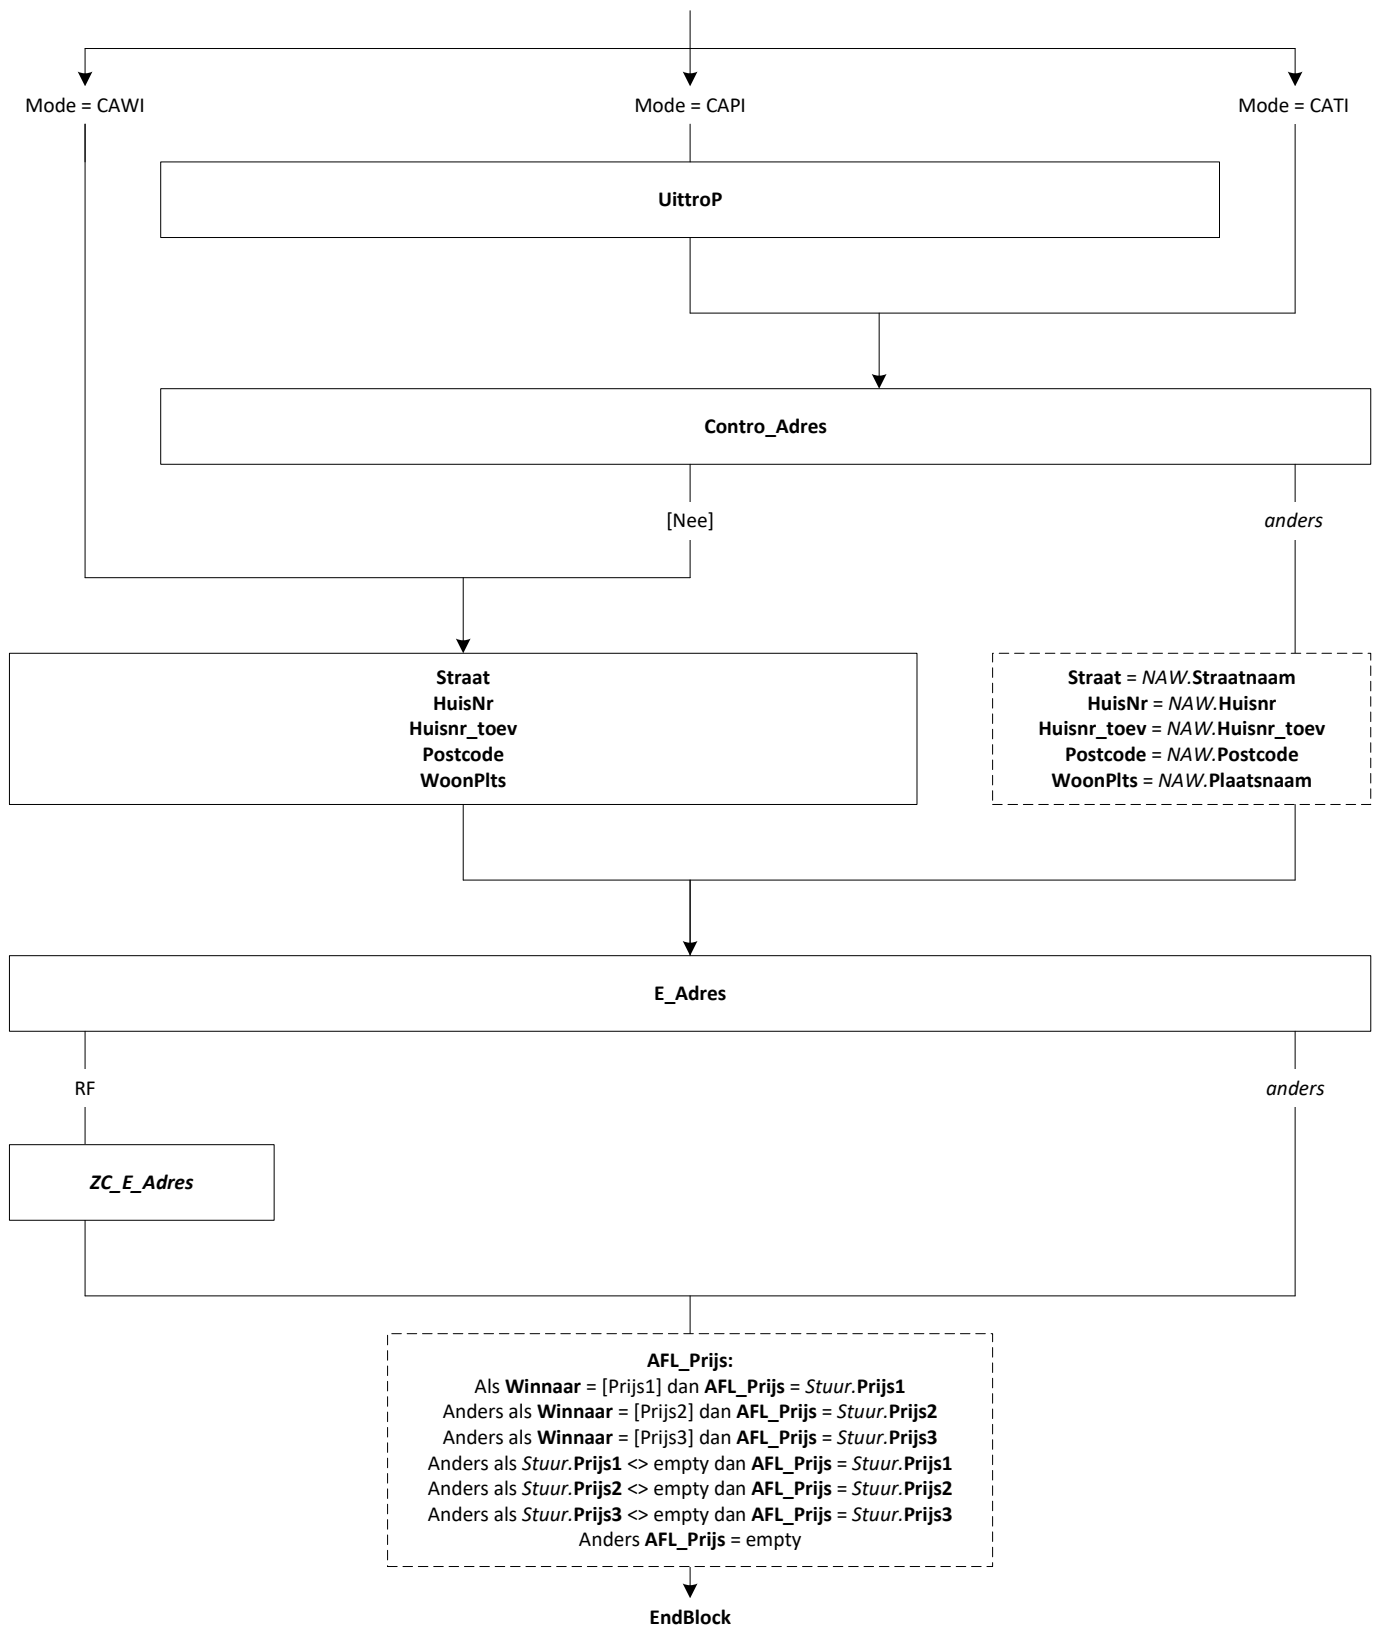 Mode = CAWI
Mode = CAPI
Mode = CATI
UittroP
Contro_Adres
[Nee]
anders
Straat
HuisNr
Huisnr_toev
Postcode
WoonPlts
Straat = NAW.Straatnaam
HuisNr = NAW.Huisnr
Huisnr_toev = NAW.Huisnr_toev
Postcode = NAW.Postcode
WoonPlts = NAW.Plaatsnaam
E_Adres
RF
anders
ZC_E_Adres
AFL_Prijs:
Als Winnaar = [Prijs1] dan AFL_Prijs = Stuur.Prijs1
Anders als Winnaar = [Prijs2] dan AFL_Prijs = Stuur.Prijs2
Anders als Winnaar = [Prijs3] dan AFL_Prijs = Stuur.Prijs3
Anders als Stuur.Prijs1 <> empty dan AFL_Prijs = Stuur.Prijs1
Anders als Stuur.Prijs2 <> empty dan AFL_Prijs = Stuur.Prijs2
Anders als Stuur.Prijs3 <> empty dan AFL_Prijs = Stuur.Prijs3
Anders AFL_Prijs = empty
EndBlock